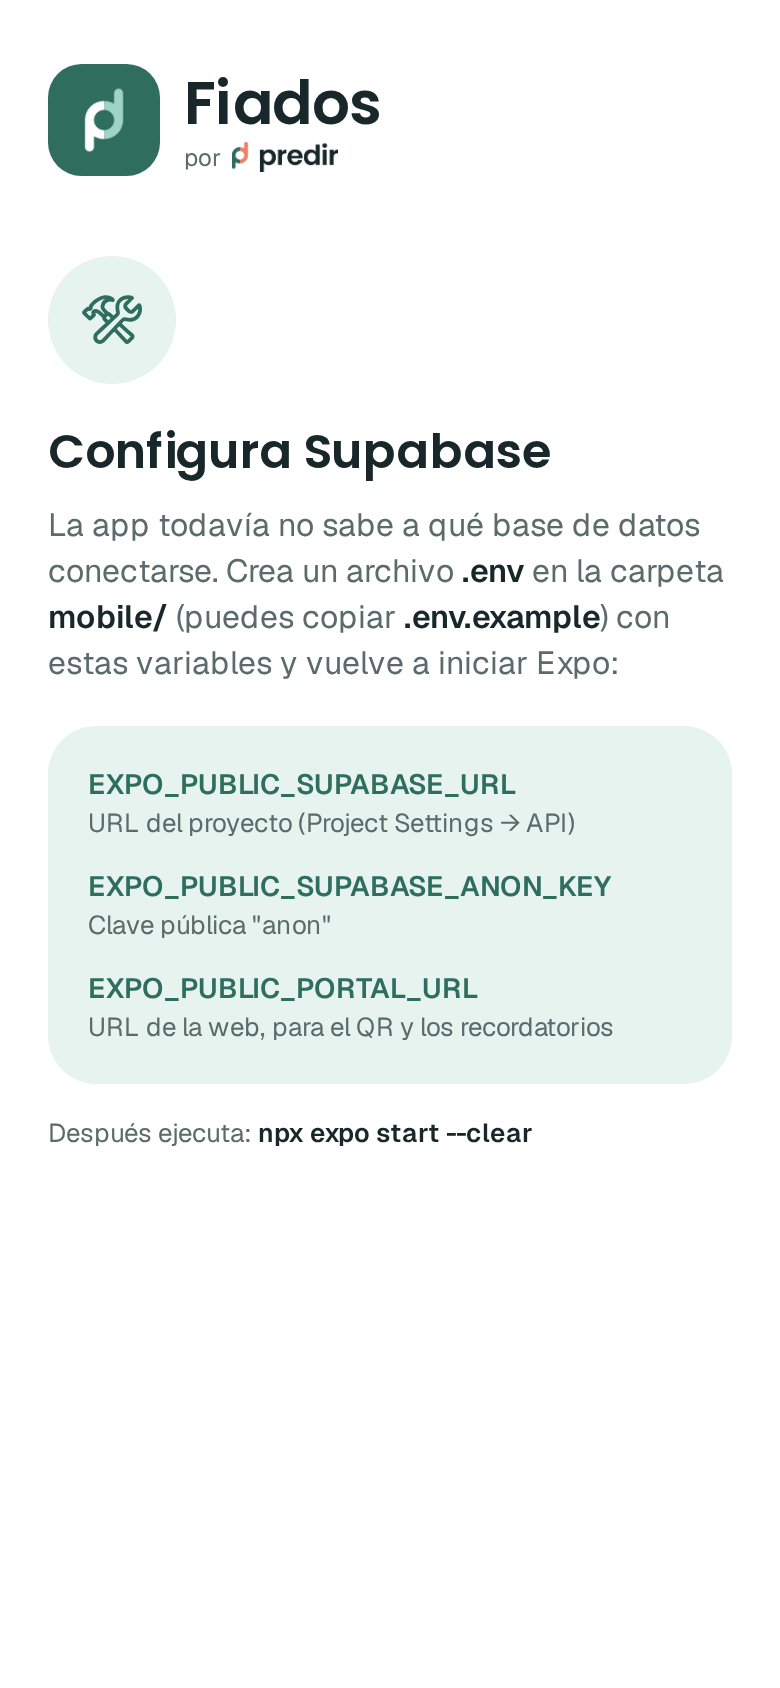 Fiados
por predir
Configura Supabase
La app todavía no sabe a qué base de datos
conectarse. Crea un archivo .env en la carpeta
mobile/ (puedes copiar .env.example) con
estas variables y vuelve a iniciar Expo:
EXPO_PUBLIC_SUPABASE_URL
URL del proyecto (Project Settings → API)
EXPO_PUBLIC_SUPABASE_ANON_KEY
Clave pública "anon"
EXPO_PUBLIC_PORTAL_URL
URL de la web, para el QR y los recordatorios
Después ejecuta: npx expo start --clear